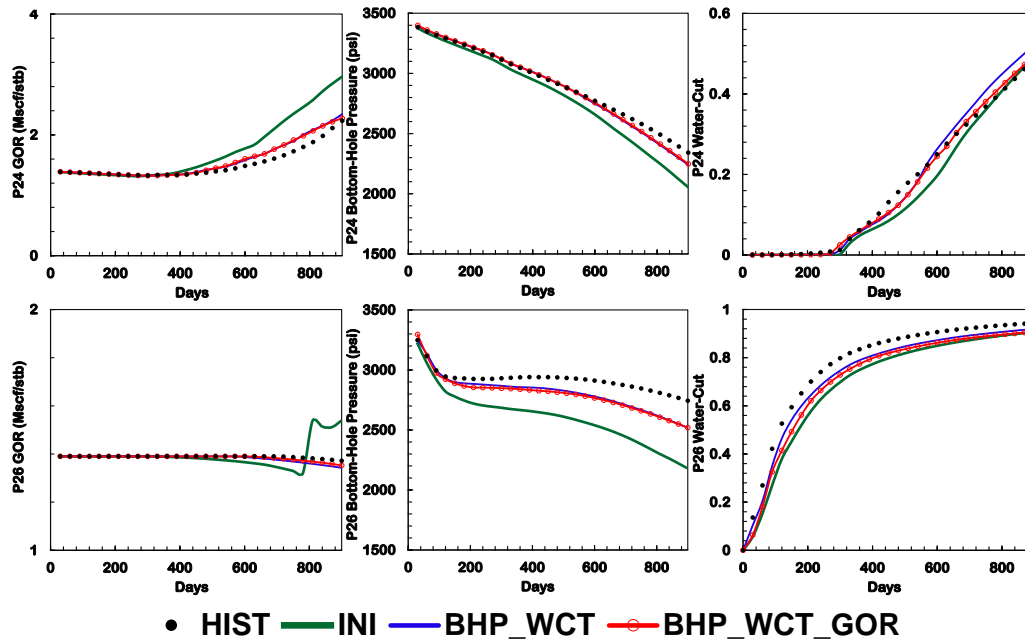 P24 GOR (Mscf/stb)
4
2
0
0 200 400 600 800
Days
P24 Bottom-Hole Pressure (psi)
3500
3000
2500
2000
1500
0 200 400 600 800
Days
P24 Water-Cut
0.6
0.4
0.2
0
0 200 400 600 800
Days
P26 GOR (Mscf/stb)
2
1
0 200 400 600 800
Days
P26 Bottom-Hole Pressure (psi)
3500
3000
2500
2000
1500
0 200 400 600 800
Days
P26 Water-Cut
1
0.8
0.6
0.4
0.2
0
0 200 400 600 800
Days
HIST INI BHP_WCT BHP_WCT_GOR